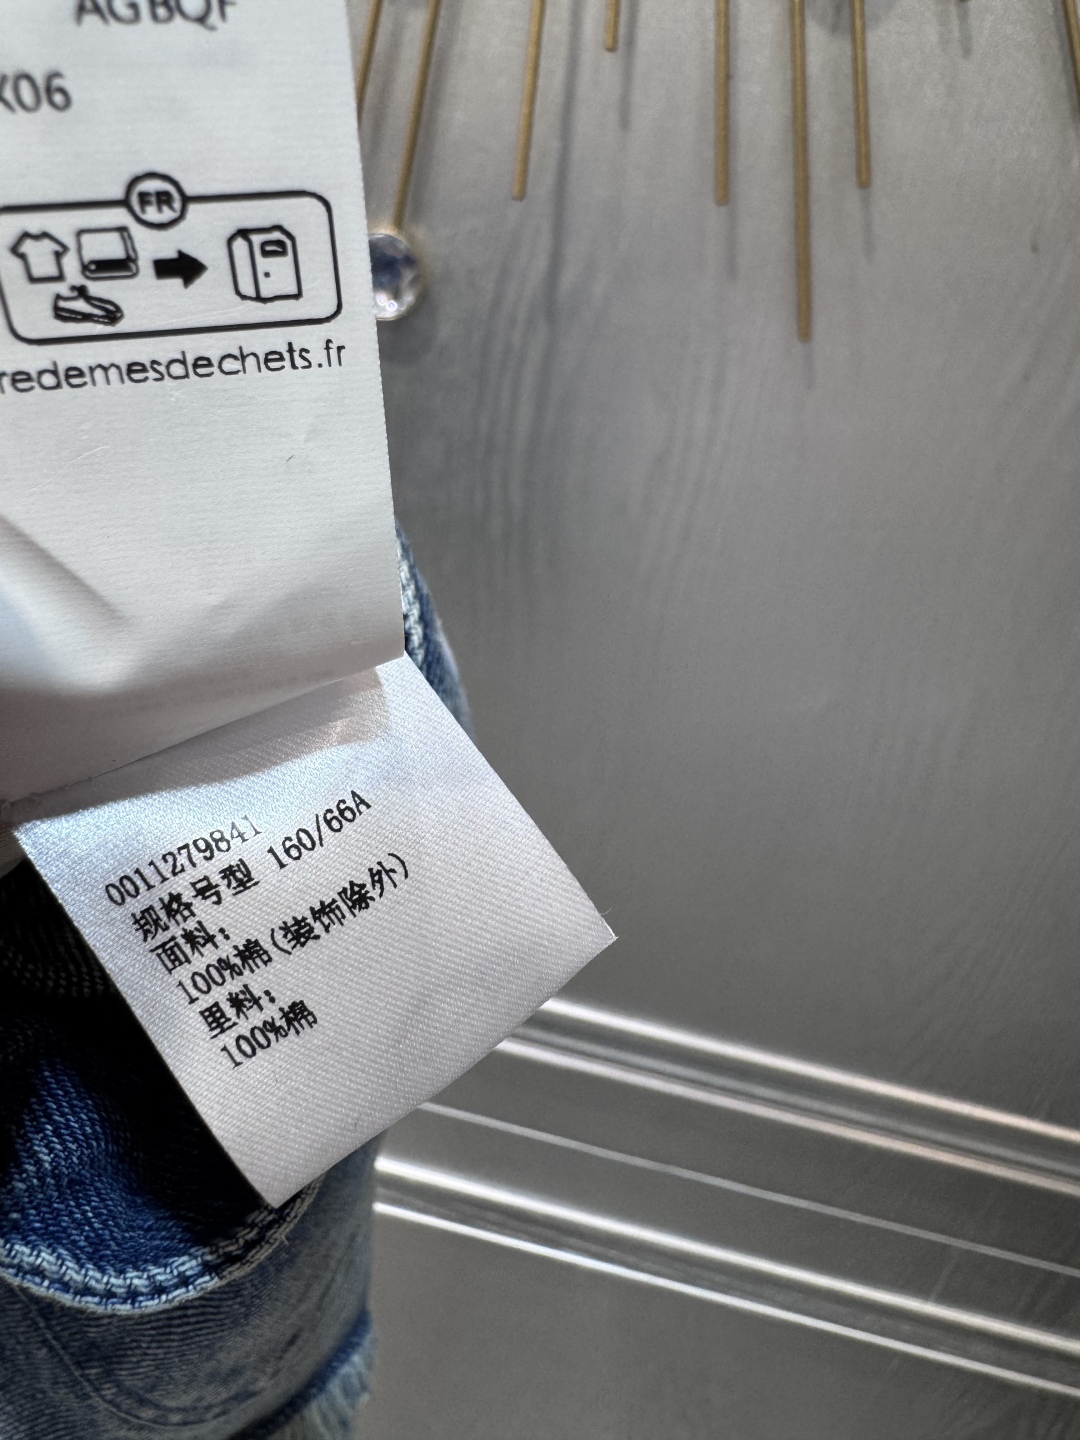 AGBQF
X06
FR
redemesdechets.fr
0011279841
规格号型 160/66A
面料:
100%棉(装饰除外)
里料:
100%棉